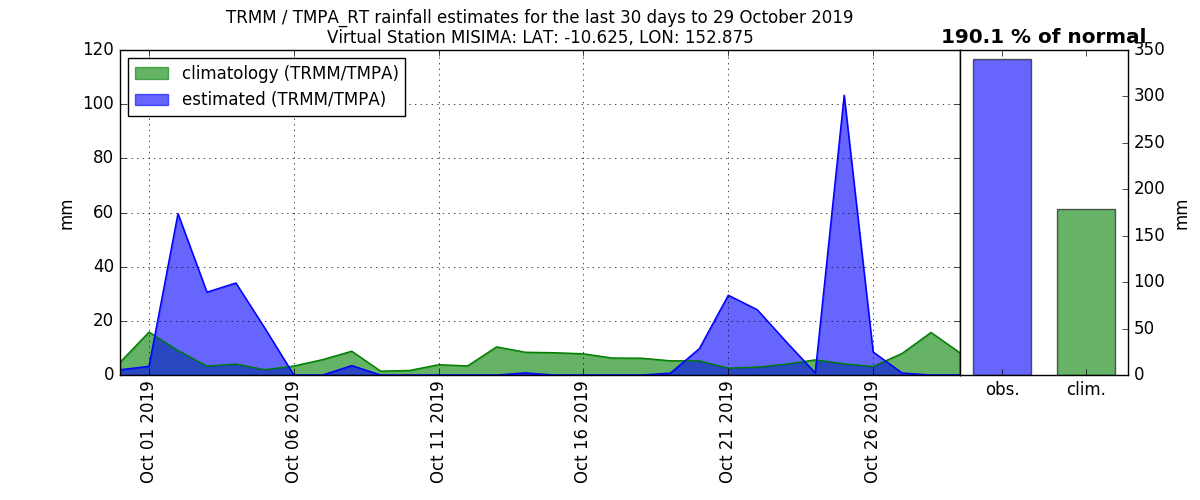 TRMM / TMPA_RT rainfall estimates for the last 30 days to 29 October 2019
Virtual Station MISIMA: LAT: -10.625, LON: 152.875
190.1 % of normal
climatology (TRMM/TMPA)
estimated (TRMM/TMPA)
120
100
80
60
40
20
0
mm
Oct 01 2019
Oct 06 2019
Oct 11 2019
Oct 16 2019
Oct 21 2019
Oct 26 2019
350
300
250
200
150
100
50
0
mm
obs.
clim.